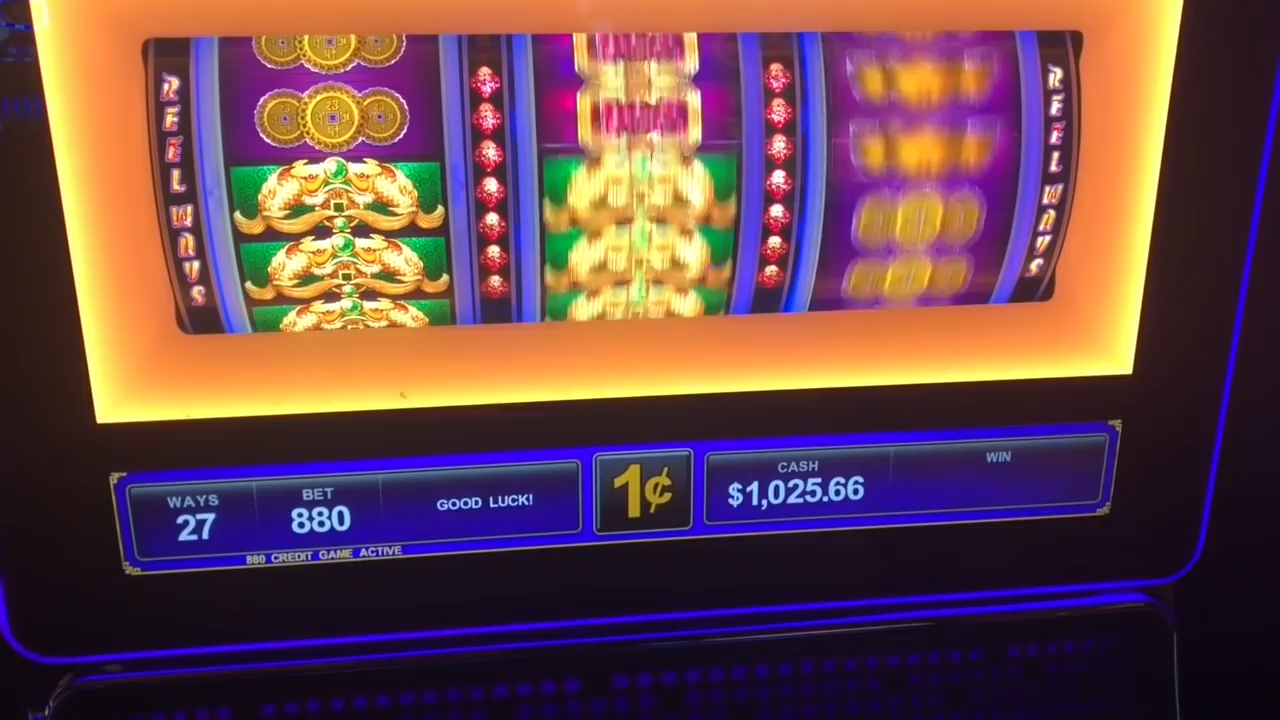 REEL WAYS
REEL WAYS
WAYS
27
BET
880
GOOD LUCK!
880 CREDIT GAME ACTIVE
1¢
CASH
$1,025.66
WIN